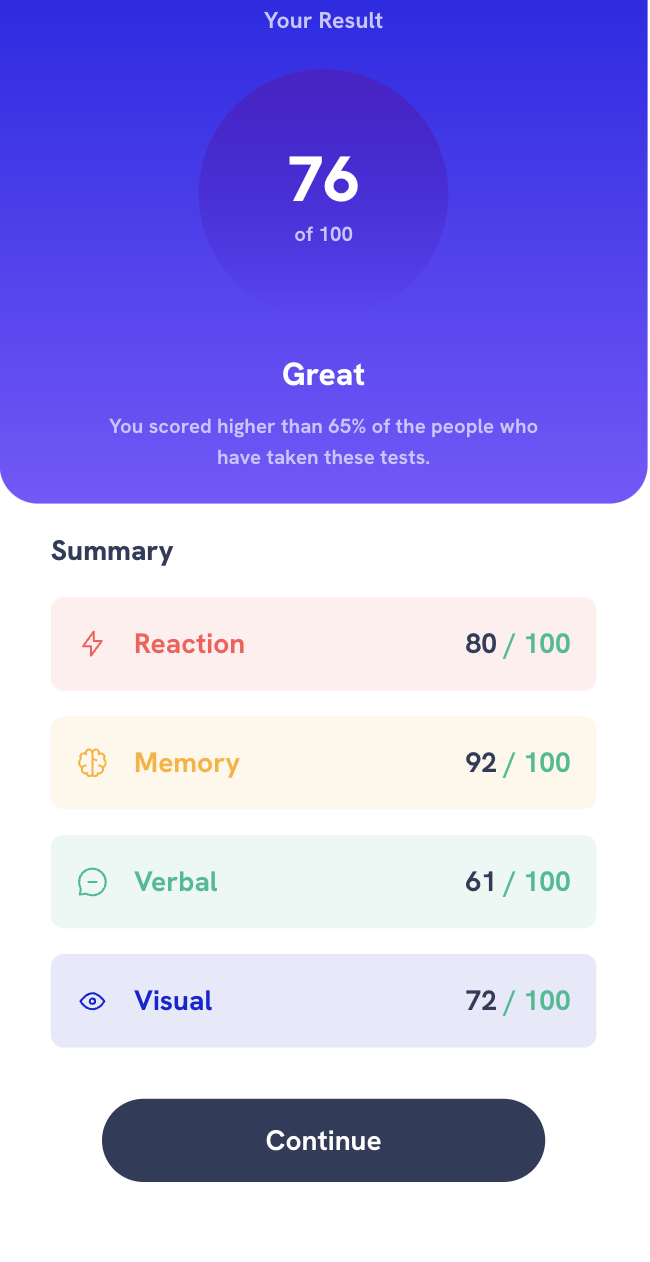 Your Result
76
of 100
Great
You scored higher than 65% of the people who
have taken these tests.
Summary
Reaction 80 / 100
Memory 92 / 100
Verbal 61 / 100
Visual 72 / 100
Continue